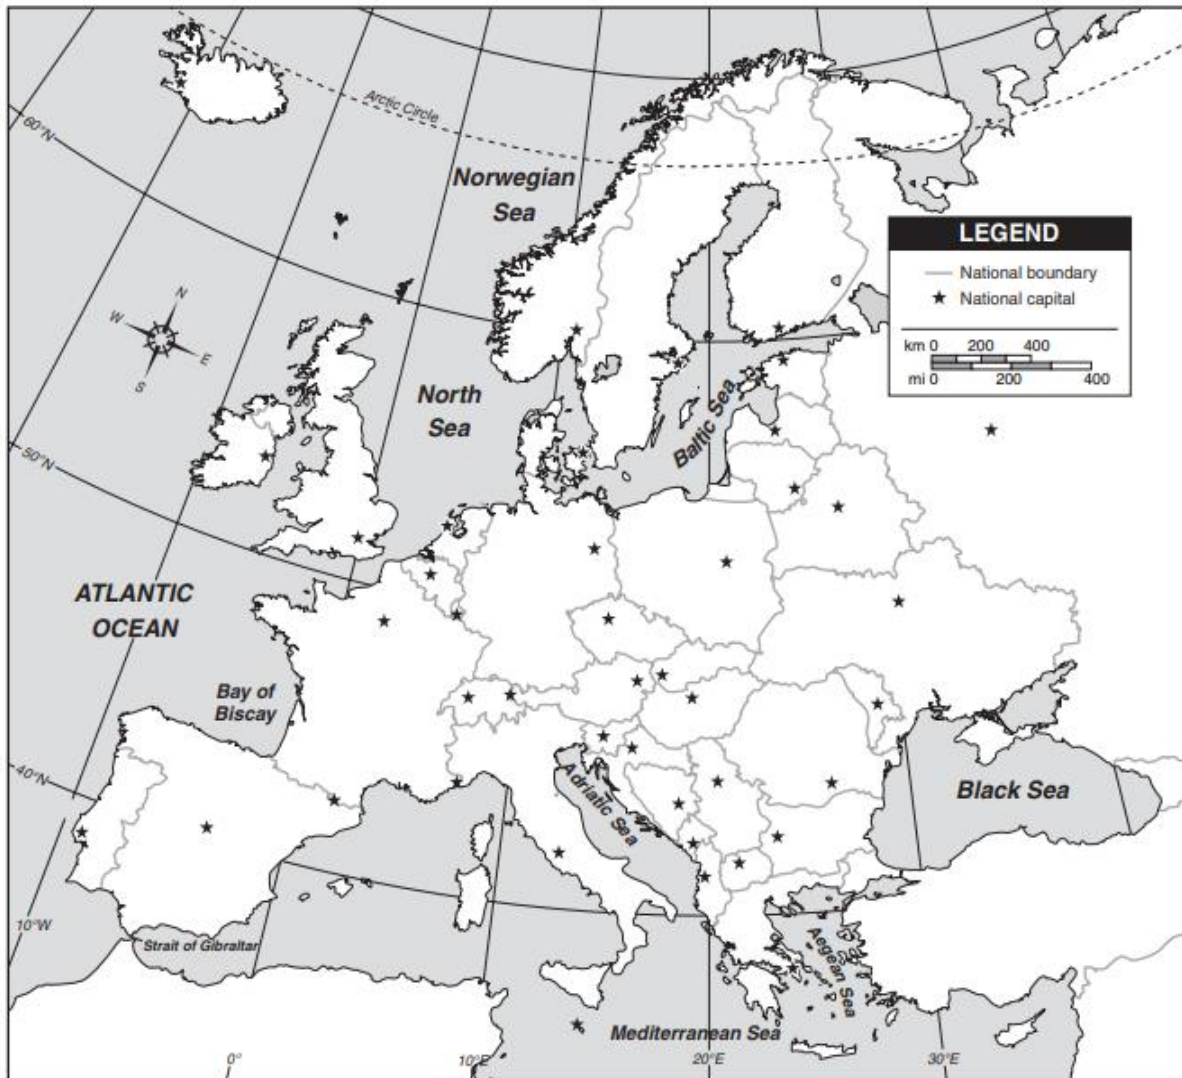 Arctic Circle
60°N
Norwegian
Sea
LEGEND
National boundary
National capital
km 0 200 400
mi 0 200 400
N
W
E
S
North
Sea
Baltic Sea
50°N
ATLANTIC
OCEAN
Bay of
Biscay
40°N
Adriatic Sea
Black Sea
10°W
Strait of Gibraltar
Aegean Sea
Mediterranean Sea
0°
10°E
20°E
30°E